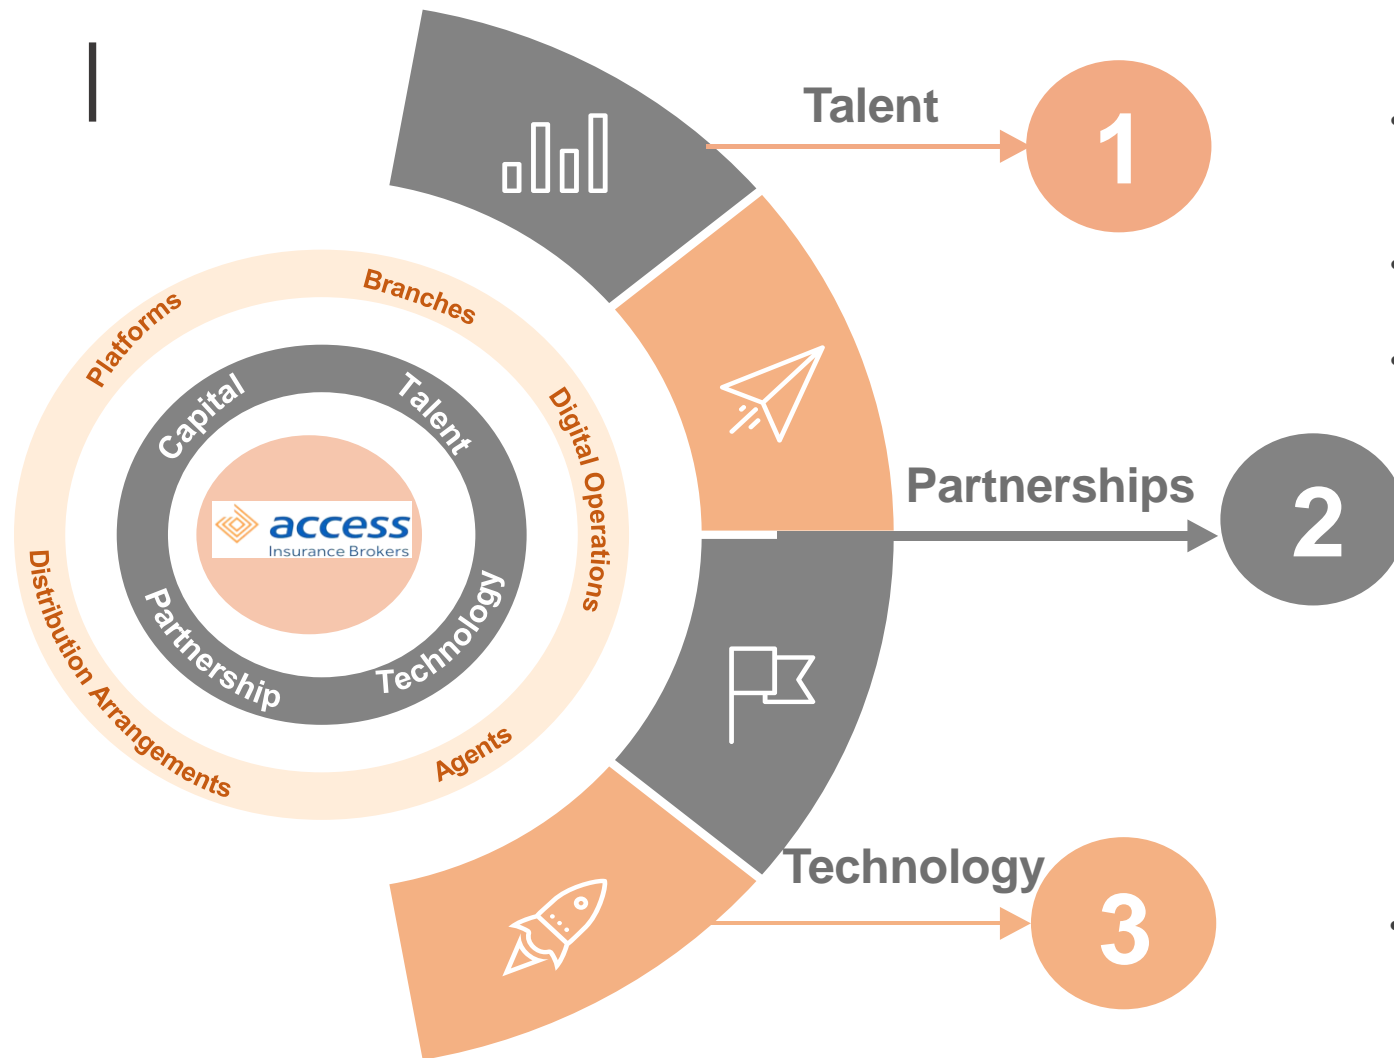 Talent
1
Partnerships
2
Technology
3
Platforms
Branches
Digital Operations
Agents
Distribution Arrangements
Capital
Talent
Technology
Partnership
access
Insurance Brokers